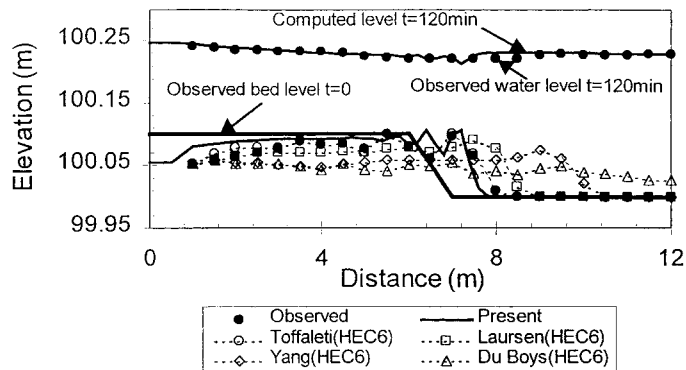 Computed level t=120min
100.25
Observed water level t=120min
Observed bed level t=0
100.15
100.05
99.95
Elevation (m)
0 4 8 12
Distance (m)
Observed Present
Toffaleti(HEC6) Laursen(HEC6)
Yang(HEC6) Du Boys(HEC6)